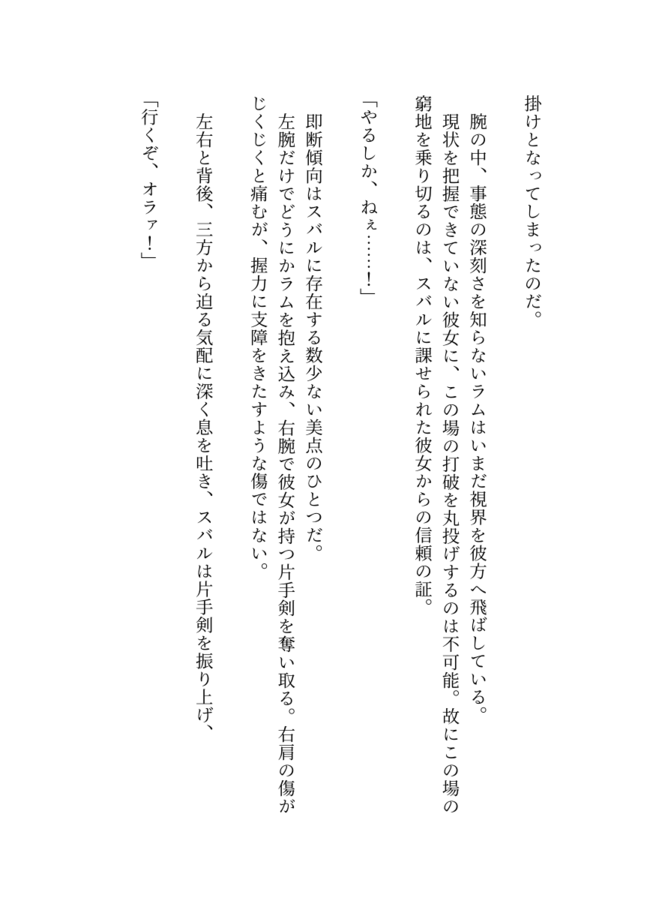 掛けとなってしまったのだ。
腕の中、事態の深刻さを知らないラムはいまだ視界を彼方へ飛ばしている。
現状を把握できていない彼女に、この場の打破を丸投げするのは不可能。故にこの場の
窮地を乗り切るのは、スバルに課せられた彼女からの信頼の証。
「やるしか、ねぇ……！」
即断傾向はスバルに存在する数少ない美点のひとつだ。
左腕だけでどうにかラムを抱え込み、右腕で彼女が持つ片手剣を奪い取る。右肩の傷が
じくじくと痛むが、握力に支障をきたすような傷ではない。
左右と背後、三方から迫る気配に深く息を吐き、スバルは片手剣を振り上げ、
「行くぞ、オラァ！」